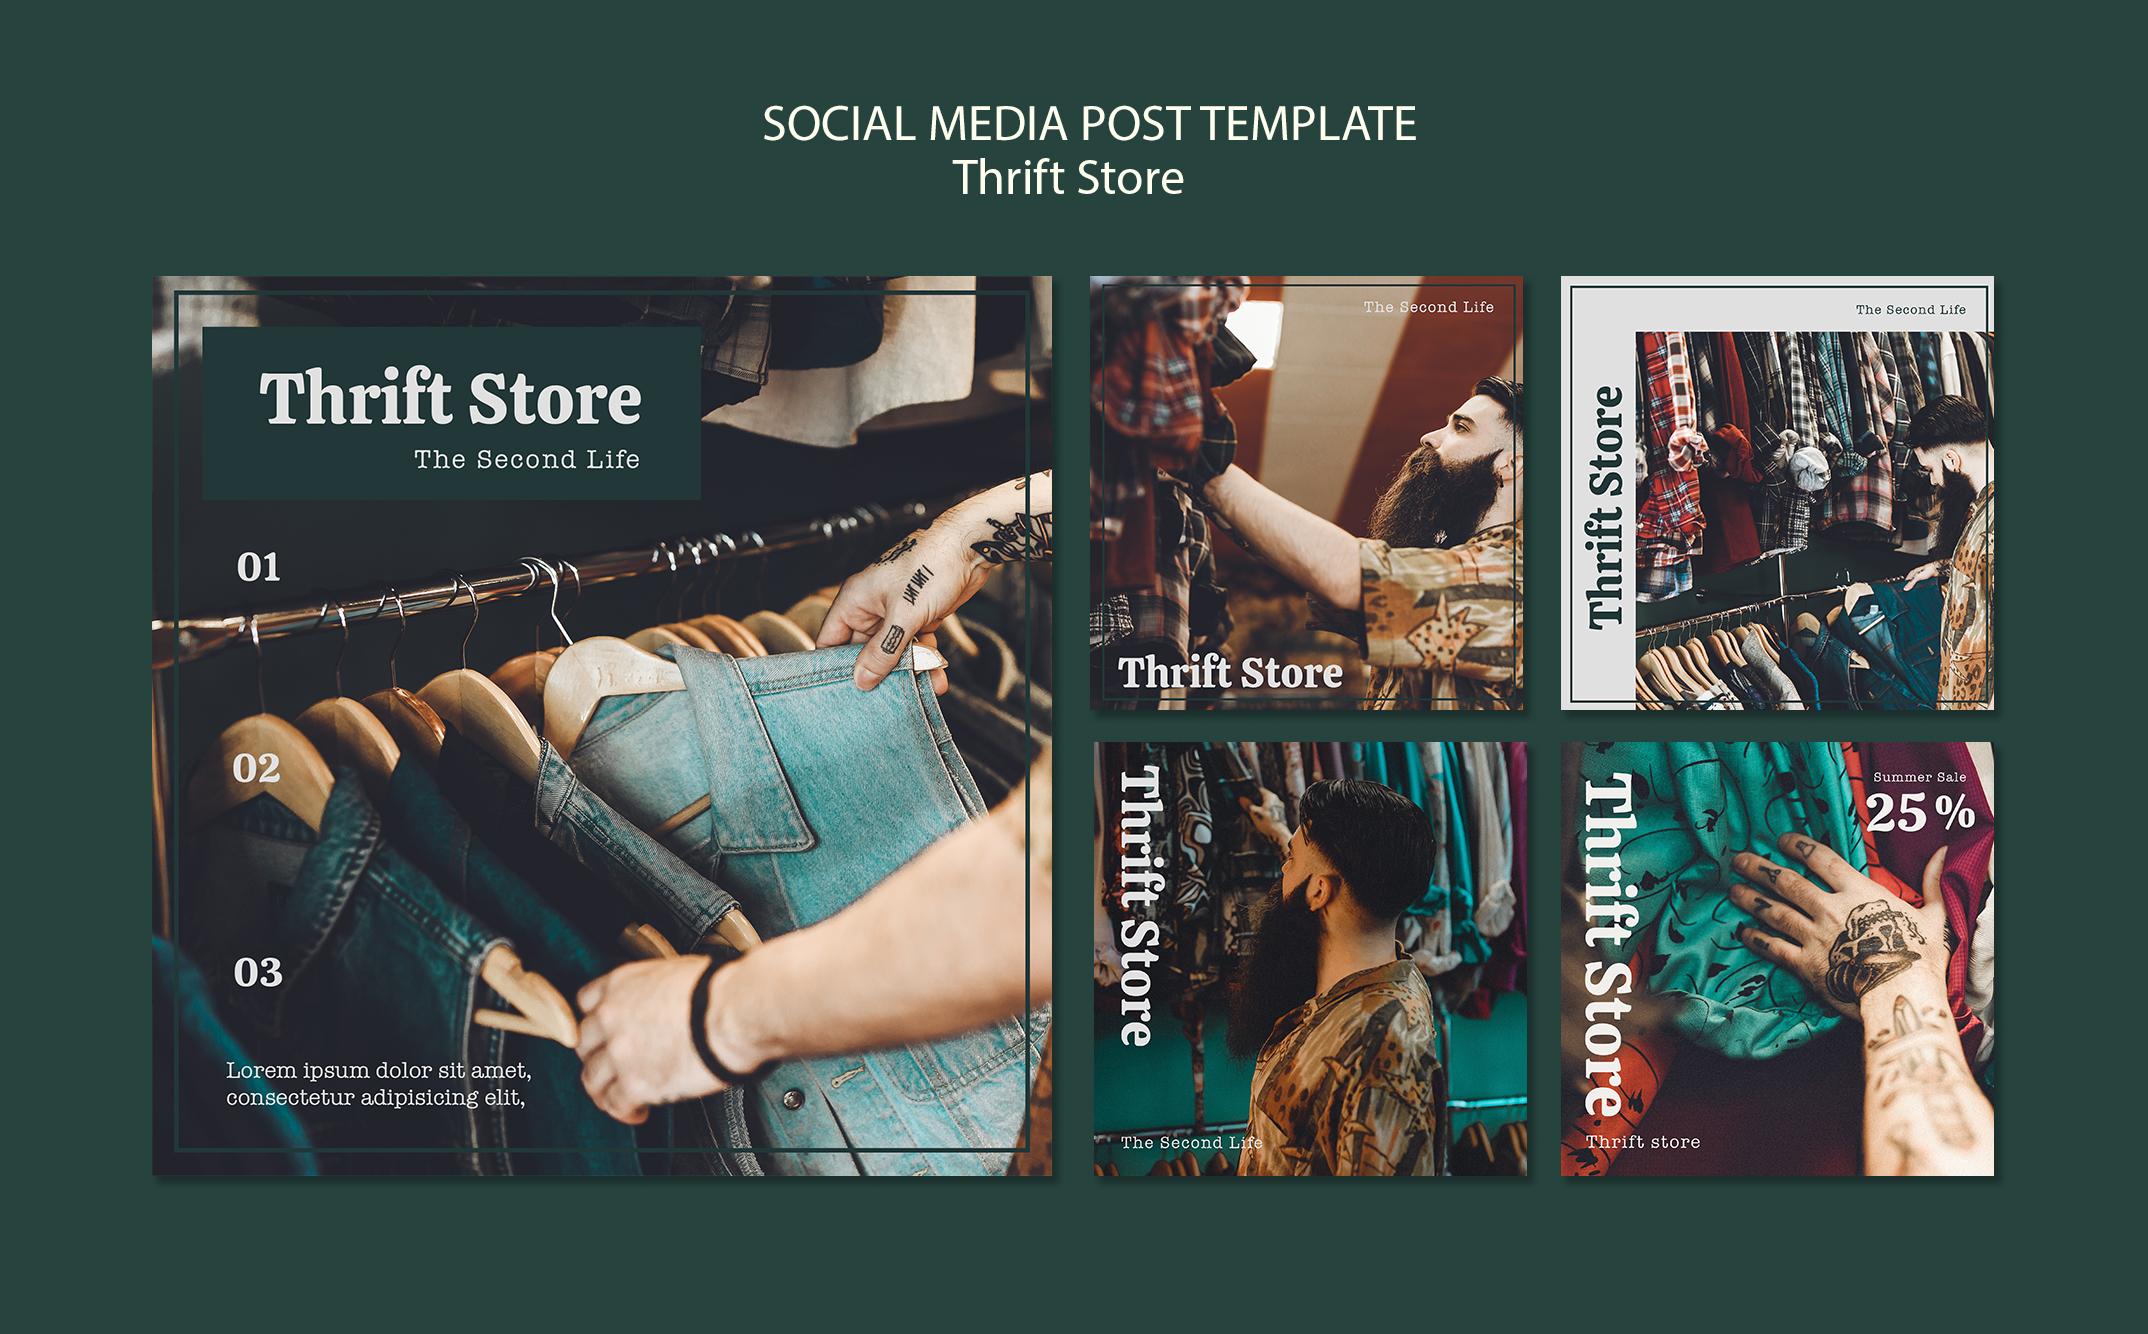 SOCIAL MEDIA POST TEMPLATE
Thrift Store
Thrift Store
The Second Life
01
02
03
Lorem ipsum dolor sit amet,
consectetur adipisicing elit,
The Second Life
Thrift Store
The Second Life
Thrift Store
Thrift Store
The Second Life
Summer Sale
25%
Thrift Store
Thrift store